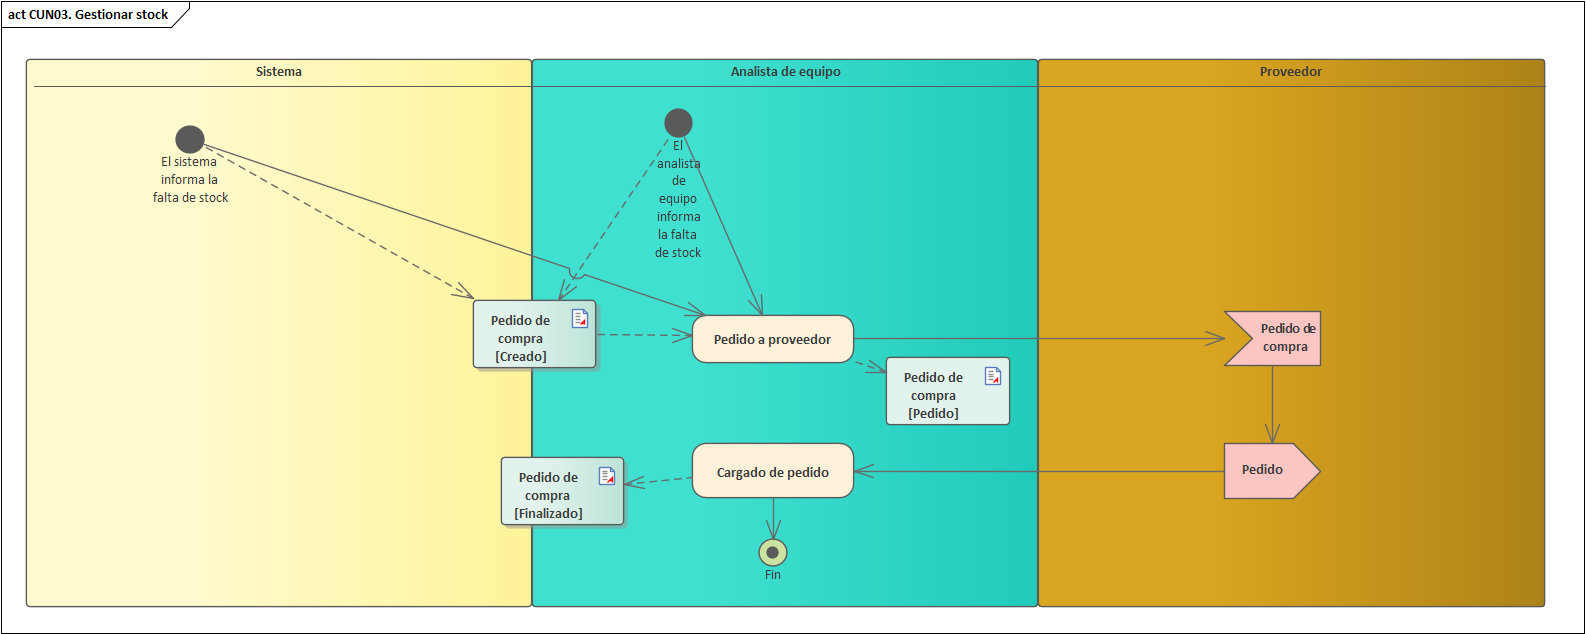 act CUN03. Gestionar stock
Sistema
Analista de equipo
Proveedor
El sistema
informa la
falta de stock
El
analista
de
equipo
informa
la falta
de stock
Pedido de
compra
[Creado]
Pedido a proveedor
Pedido de
compra
Pedido de
compra
[Pedido]
Pedido de
compra
[Finalizado]
Cargado de pedido
Pedido
Fin